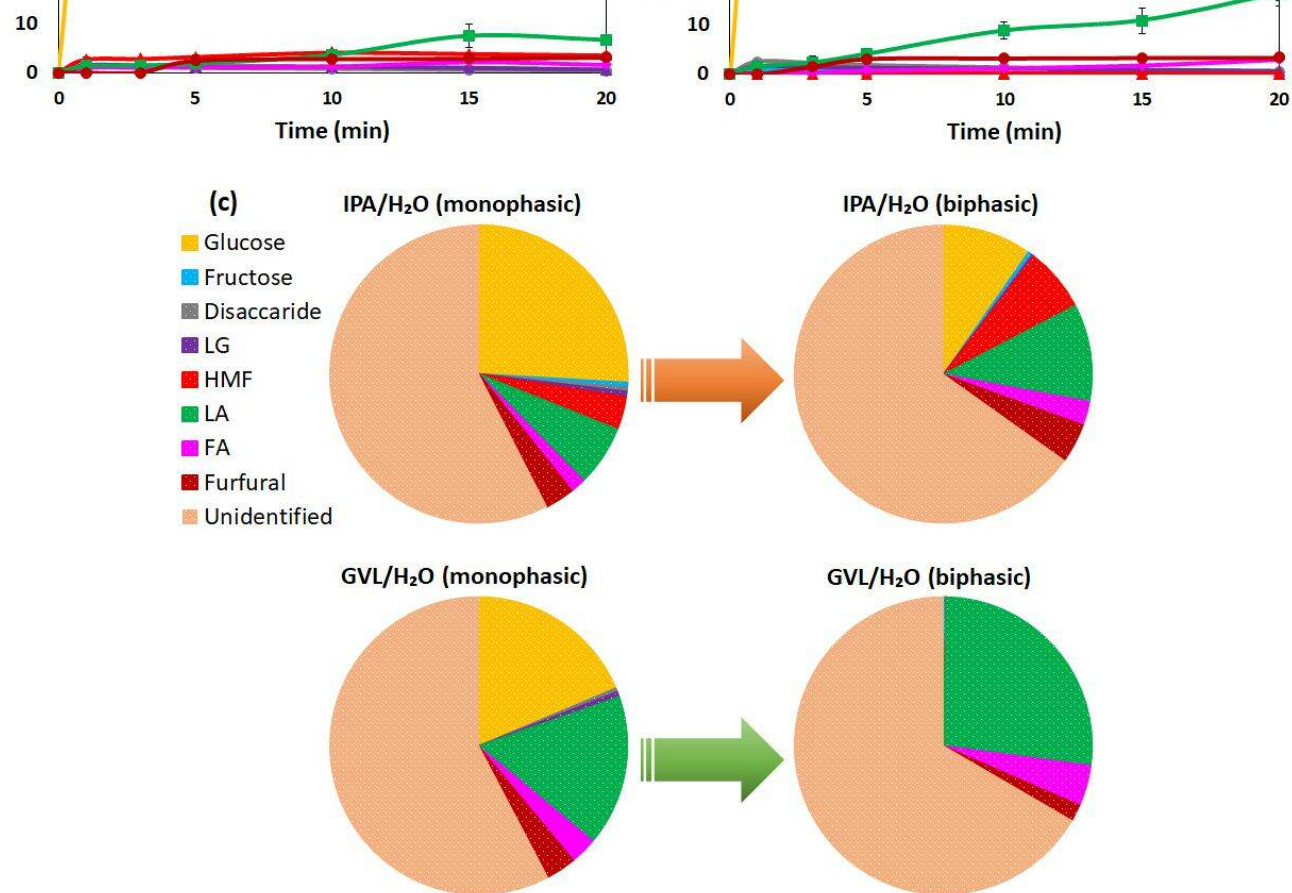 10
10
0
0
0 5 10 15 20
0 5 10 15 20
Time (min)
Time (min)
(c)
IPA/H₂O (monophasic)
IPA/H₂O (biphasic)
Glucose
Fructose
Disaccaride
LG
HMF
LA
FA
Furfural
Unidentified
GVL/H₂O (monophasic)
GVL/H₂O (biphasic)